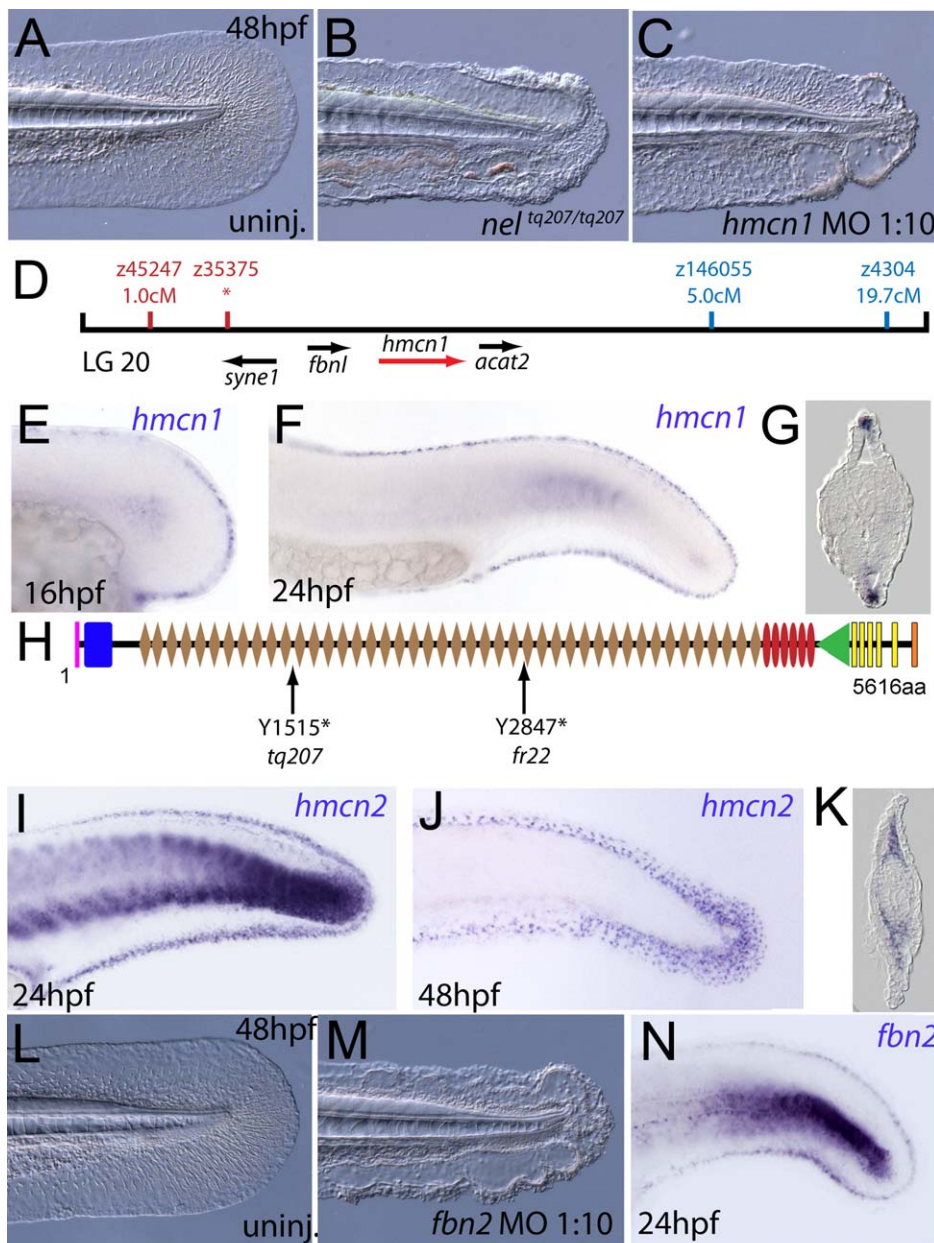 A
48hpf
uninj.
B
nel tq207/tq207
C
hmcn1 MO 1:10
D
z45247
1.0cM
z35375
*
z146055
5.0cM
z4304
19.7cM
LG 20
syne1
fbnl
hmcn1
acat2
E
hmcn1
16hpf
F
hmcn1
24hpf
G
H
1
5616aa
Y1515*
tq207
Y2847*
fr22
I
hmcn2
24hpf
J
hmcn2
48hpf
K
L
48hpf
uninj.
M
fbn2 MO 1:10
N
fbn2
24hpf